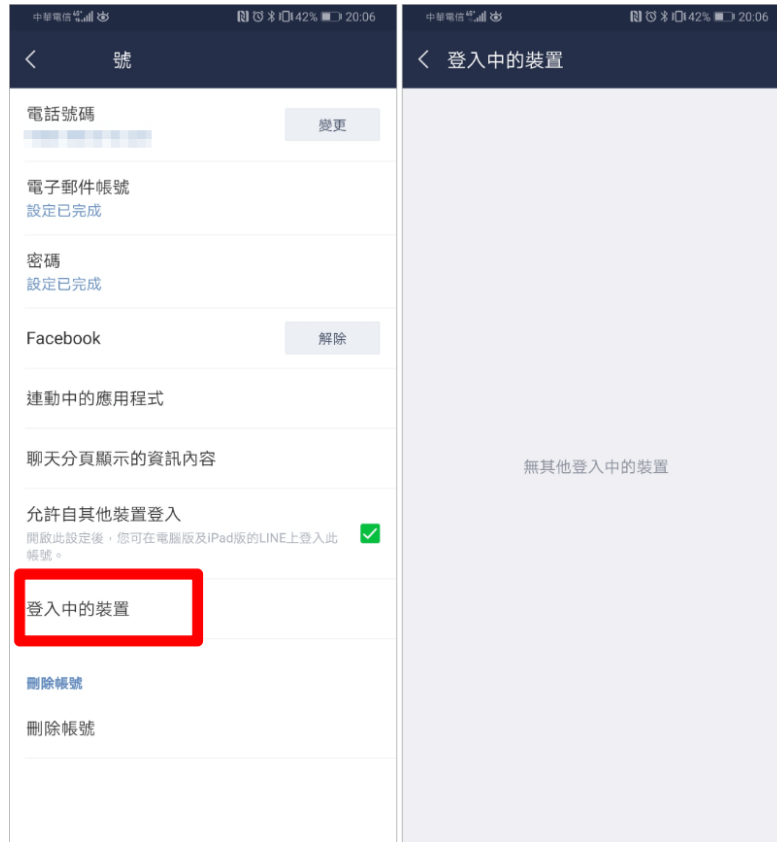 中華電信 4G 42% 20:06
號
電話號碼
變更
電子郵件帳號
設定已完成
密碼
設定已完成
Facebook
解除
連動中的應用程式
聊天分頁顯示的資訊內容
允許自其他裝置登入
開啟此設定後，您可在電腦版及iPad版的LINE上登入此
帳號。
登入中的裝置
刪除帳號
刪除帳號
中華電信 4G 42% 20:06
登入中的裝置
無其他登入中的裝置